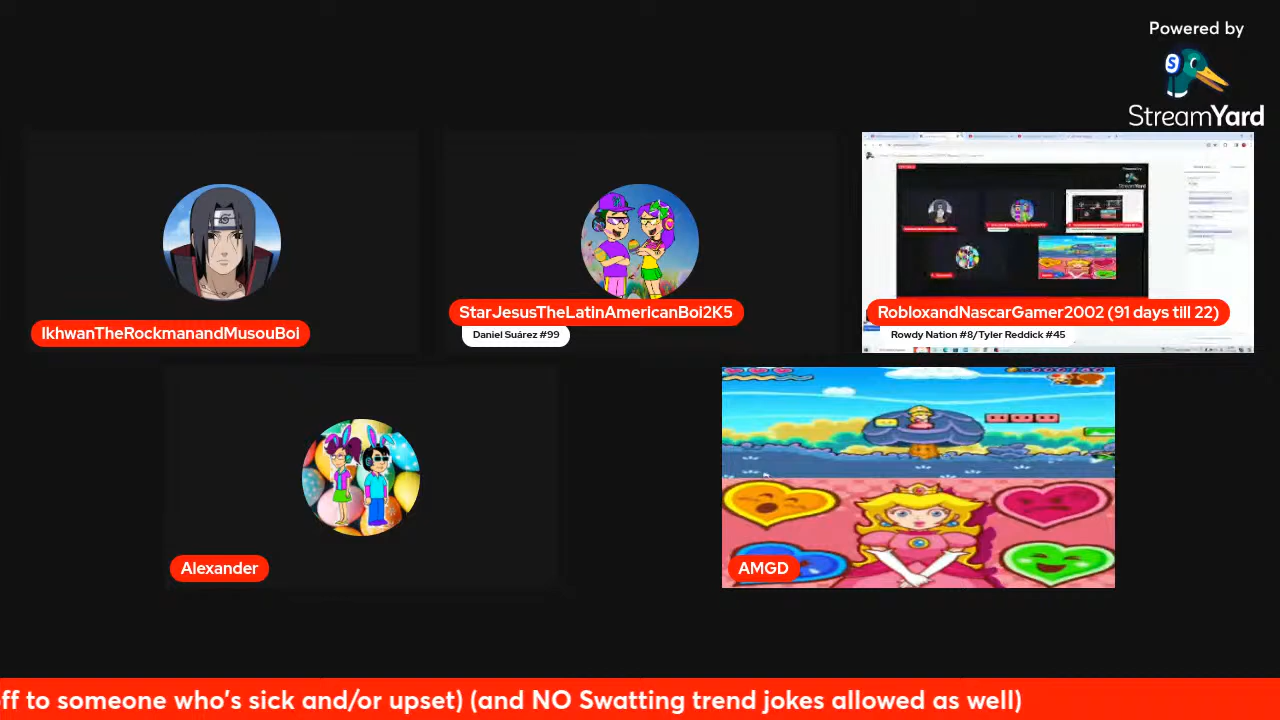 Powered by
StreamYard
IkhwanTheRockmanandMusouBoi
StarJesusTheLatinAmericanBoi2K5
Daniel Suárez #99
RobloxandNascarGamer2002 (91 days till 22)
Rowdy Nation #8/Tyler Reddick #45
Alexander
AMGD
ff to someone who's sick and/or upset) (and NO Swatting trend jokes allowed as well)